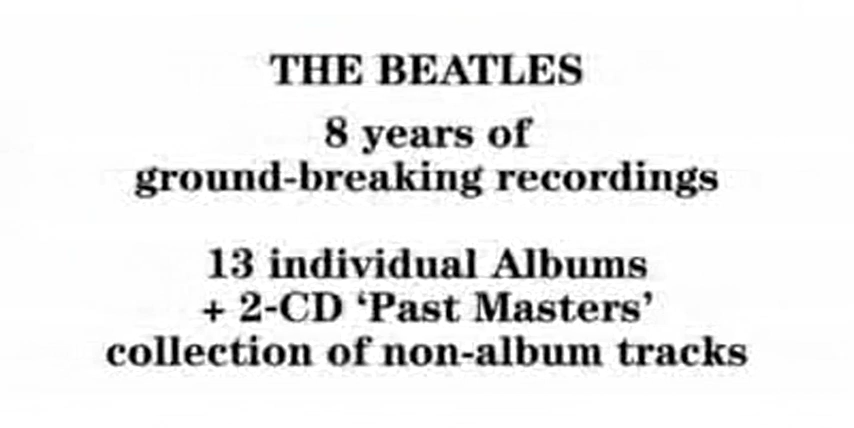 THE BEATLES
8 years of
ground-breaking recordings
13 individual Albums
+ 2-CD ‘Past Masters’
collection of non-album tracks